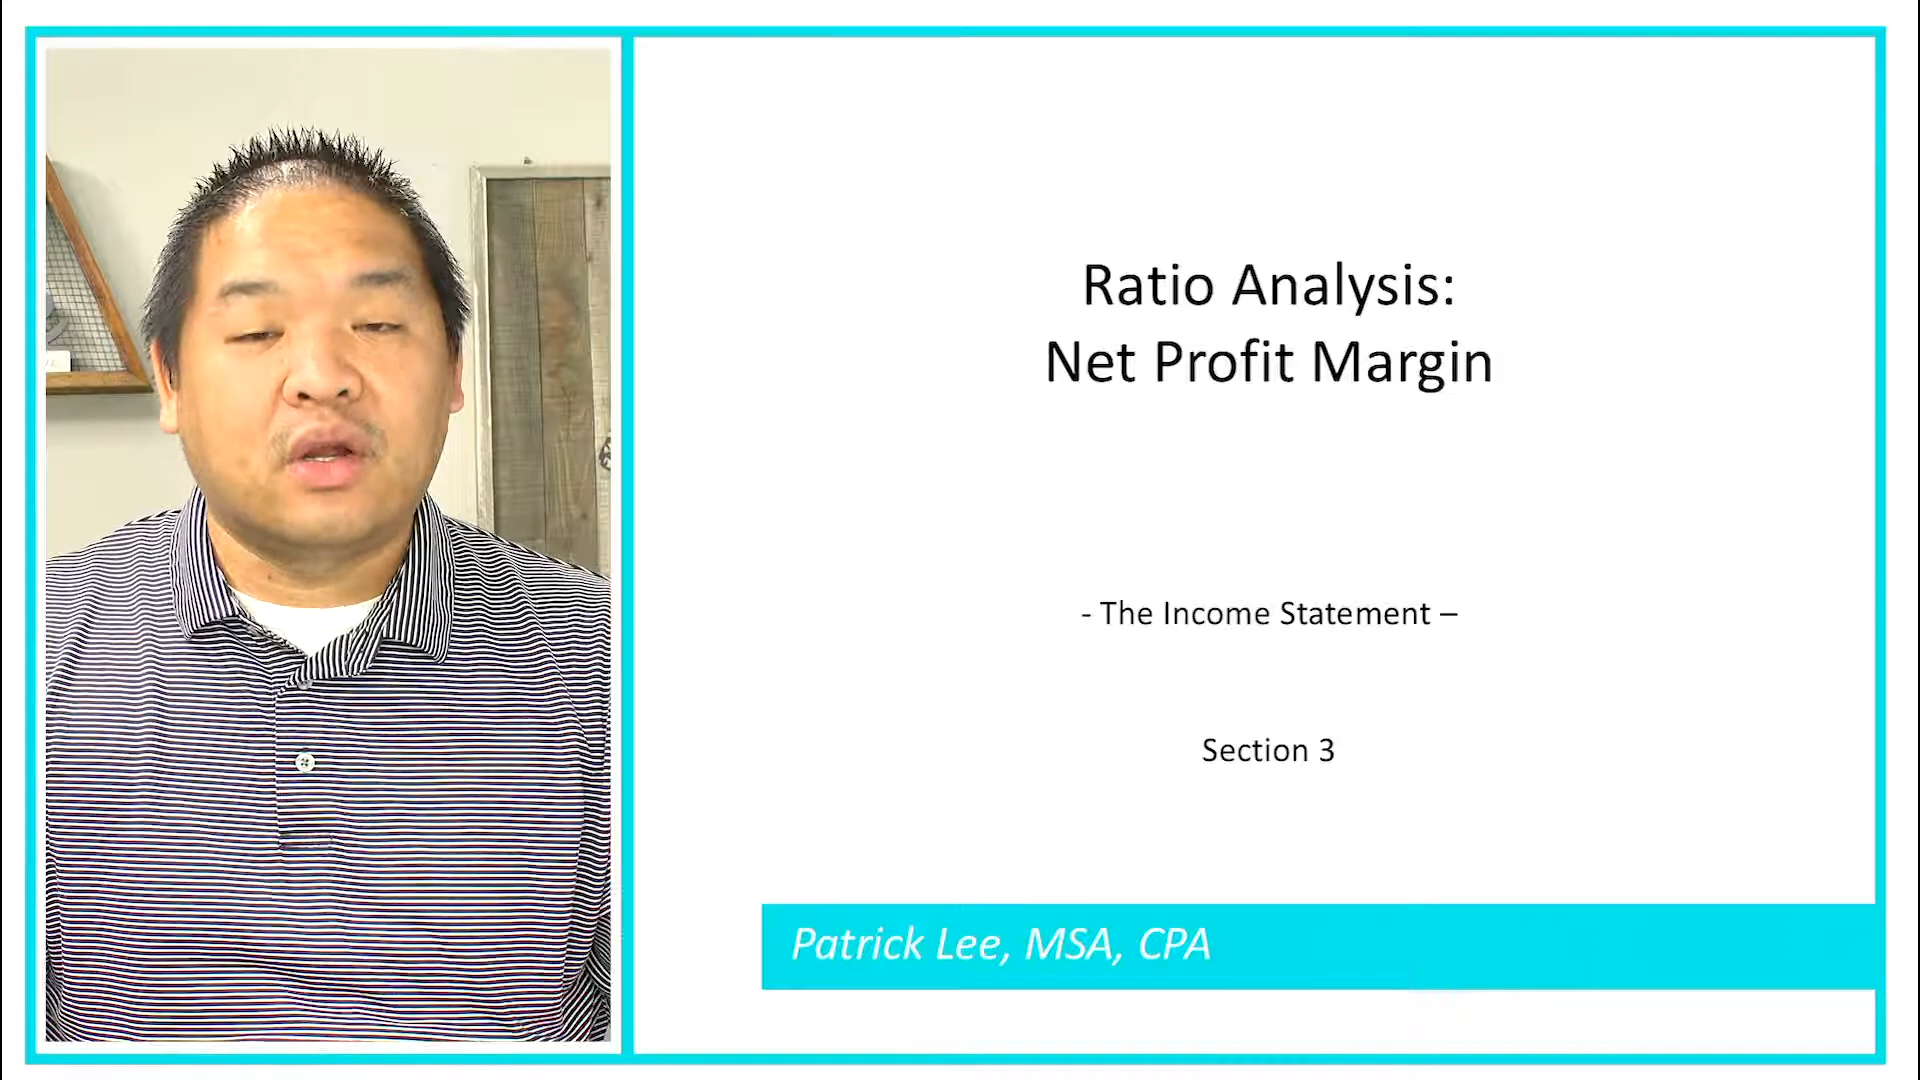 Ratio Analysis:
Net Profit Margin
- The Income Statement –
Section 3
Patrick Lee, MSA, CPA